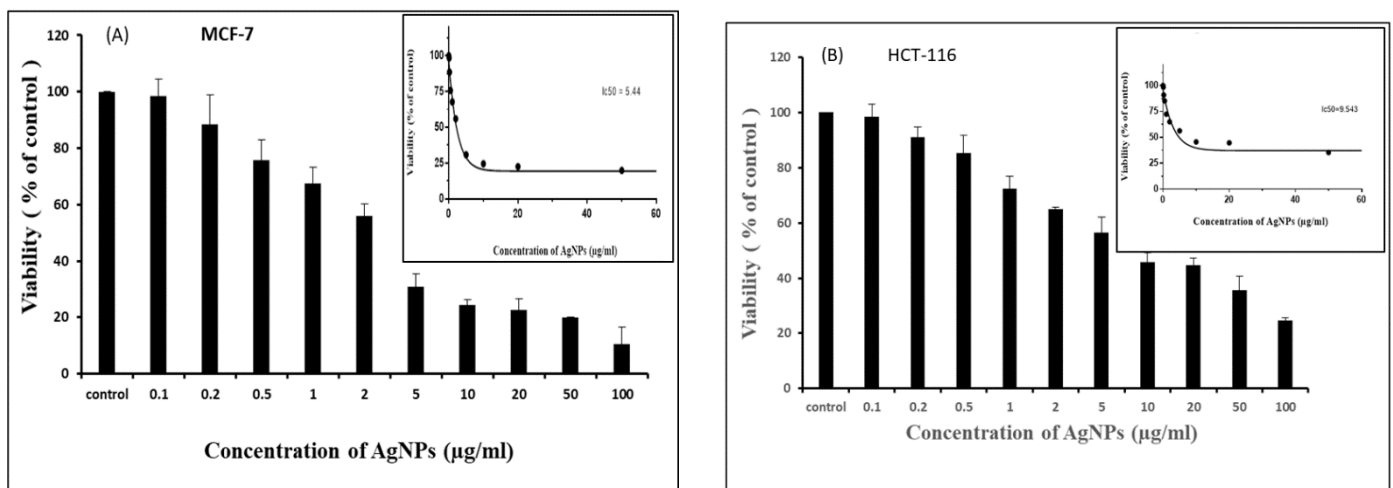 (A) MCF-7
Viability ( % of control )
120
100
80
60
40
20
0
control 0.1 0.2 0.5 1 2 5 10 20 50 100
Concentration of AgNPs (µg/ml)
Viability (% of control)
100
75
50
25
0
0 20 40 60
Ic50 = 5.44
Concentration of AgNPs (µg/ml)
(B) HCT-116
Viability ( % of control )
120
100
80
60
40
20
0
control 0.1 0.2 0.5 1 2 5 10 20 50 100
Concentration of AgNPs (µg/ml)
Viability (% of control)
100
75
50
25
0
0 20 40 60
Ic50=9.543
Concentration of AgNPs (µg/ml)